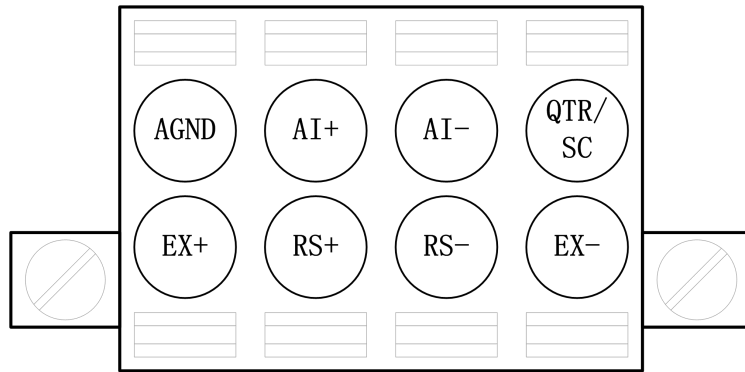 AGND AI+ AI- QTR/
SC
EX+ RS+ RS- EX-